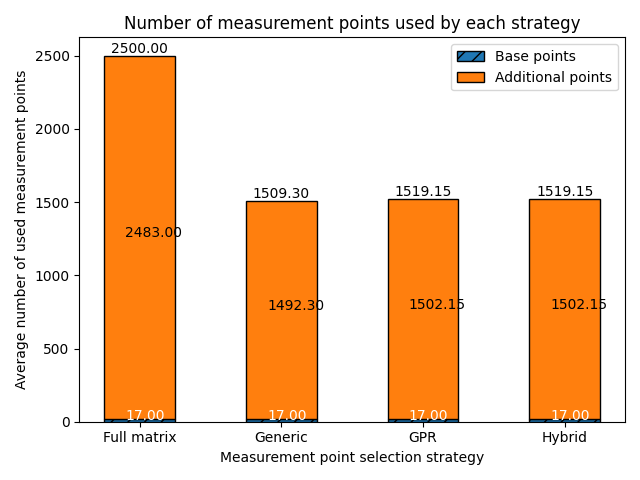 Number of measurement points used by each strategy
Average number of used measurement points
2500
2000
1500
1000
500
0
Base points
Additional points
2500.00
1509.30
1519.15
1519.15
2483.00
1492.30
1502.15
1502.15
17.00
17.00
17.00
17.00
Full matrix
Generic
GPR
Hybrid
Measurement point selection strategy